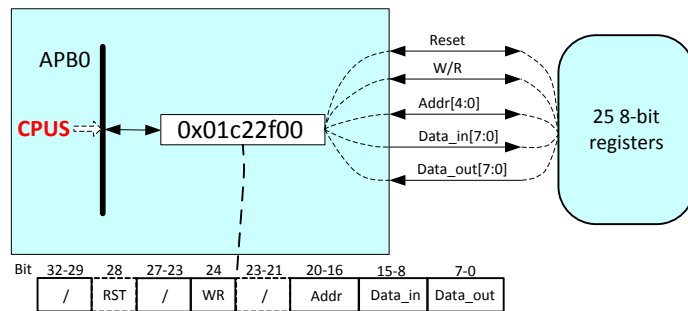 Reset
W/R
Addr[4:0]
Data_in[7:0]
Data_out[7:0]
APB0
CPUS
0x01c22f00
25 8-bit
registers
Bit 32-29 28 27-23 24 23-21 20-16 15-8 7-0
/ RST / WR / Addr Data_in Data_out